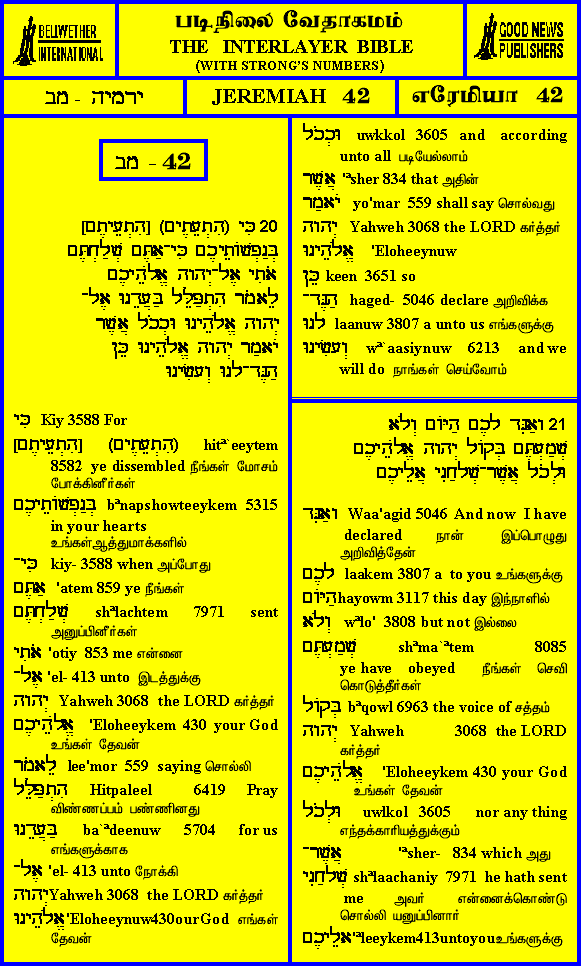 BELLWETHER
INTERNATIONAL
படிநிலை வேதாகமம்
THE INTERLAYER BIBLE
(WITH STRONG'S NUMBERS)
GOOD NEWS
PUBLISHERS
ירמיה - מב
JEREMIAH 42
எரேமியா 42
מב - 42
20 כִּי (הִתְעֵתֶים) [הִתְעֵיתֶם]
בְּנַפְשׁוֹתֵיכֶם כִּי־אַתֶּם שְׁלַחְתֶּם
אֹתִי אֶל־יְהוָה אֱלֹהֵיכֶם
לֵאמֹר הִתְפַּלֵּל בַּעֲדֵנוּ אֶל־
יְהוָה אֱלֹהֵינוּ וּכְכֹל אֲשֶׁר
יֹאמַר יְהוָה אֱלֹהֵינוּ כֵּן
הַגֶּד־לָנוּ וְעָשִׂינוּ
כִּי Kiy 3588 For
[הִתְעֵיתֶם] (הִתְעֵתֶים) hit`eeytem
8582 ye dissembled நீங்கள் மோசம்
போக்கினீர்கள்
בְּנַפְשׁוֹתֵיכֶם bªnapshowteeykem 5315
in your hearts
உங்கள்ஆத்துமாக்களில்
כִּי־ kiy- 3588 when அப்போது
אַתֶּם 'atem 859 ye நீங்கள்
שְׁלַחְתֶּם shªlachtem 7971 sent
அனுப்பினீர்கள்
אֹתִי 'otiy 853 me என்னை
אֶל־ 'el- 413 unto இடத்துக்கு
יְהוָה Yahweh 3068 the LORD கர்த்தர்
אֱלֹהֵיכֶם 'Eloheeykem 430 your God
உங்கள் தேவன்
לֵאמֹר lee'mor 559 saying சொல்லி
הִתְפַּלֵּל Hitpaleel 6419 Pray
விண்ணப்பம் பண்ணினது
בַּעֲדֵנוּ ba`ªdeenuw 5704 for us
எங்களுக்காக
אֶל־ 'el- 413 unto நோக்கி
יְהוָה Yahweh 3068 the LORD கர்த்தர்
אֱלֹהֵינוּ 'Eloheeynuw430ourGod எங்கள்
தேவன்
וּכְכֹל uwkkol 3605 and according
unto all படியேல்லாம்
אֲשֶׁר 'ªsher 834 that அதின்
יֹאמַר yo'mar 559 shall say சொல்வது
יְהוָה Yahweh 3068 the LORD கர்த்தர்
אֱלֹהֵינוּ 'Eloheeynuw
כֵּן keen 3651 so
הַגֶּד־ haged- 5046 declare அறிவிக்க
לָנוּ laanuw 3807 a unto us எங்களுக்கு
וְעָשִׂינוּ wª`aasiynuw 6213 and we
will do நாங்கள் செய்வோம்
21 וָאַגִּד לָכֶם הַיּוֹם וְלֹא
שְׁמַעְתֶּם בְּקוֹל יְהוָה אֱלֹהֵיכֶם
וּלְכֹל אֲשֶׁר־שְׁלָחַנִי אֲלֵיכֶם
וָאַגִּד Waa'agid 5046 And now I have
declared நான் இப்பொழுது
அறிவித்தேன்
לָכֶם laakem 3807 a to you உங்களுக்கு
הַיּוֹם hayowm 3117 this day இந்நாளில்
וְלֹא wªlo' 3808 but not இல்லை
שְׁמַעְתֶּם shªma`ªtem 8085
ye have obeyed நீங்கள் செவி
கொடுத்தீர்கள்
בְּקוֹל bªqowl 6963 the voice of சத்தம்
יְהוָה Yahweh 3068 the LORD
கர்த்தர்
אֱלֹהֵיכֶם 'Eloheeykem 430 your God
உங்கள் தேவன்
וּלְכֹל uwlkol 3605 nor any thing
எந்தக்காரியத்துக்கும்
אֲשֶׁר־ 'ªsher- 834 which அது
שְׁלָחַנִי shªlaachaniy 7971 he hath sent
me அவர் என்னைக்கொண்டு
சொல்லி யனுப்பினார்
אֲלֵיכֶם 'ªleeykem413untoyouஉங்களுக்கு